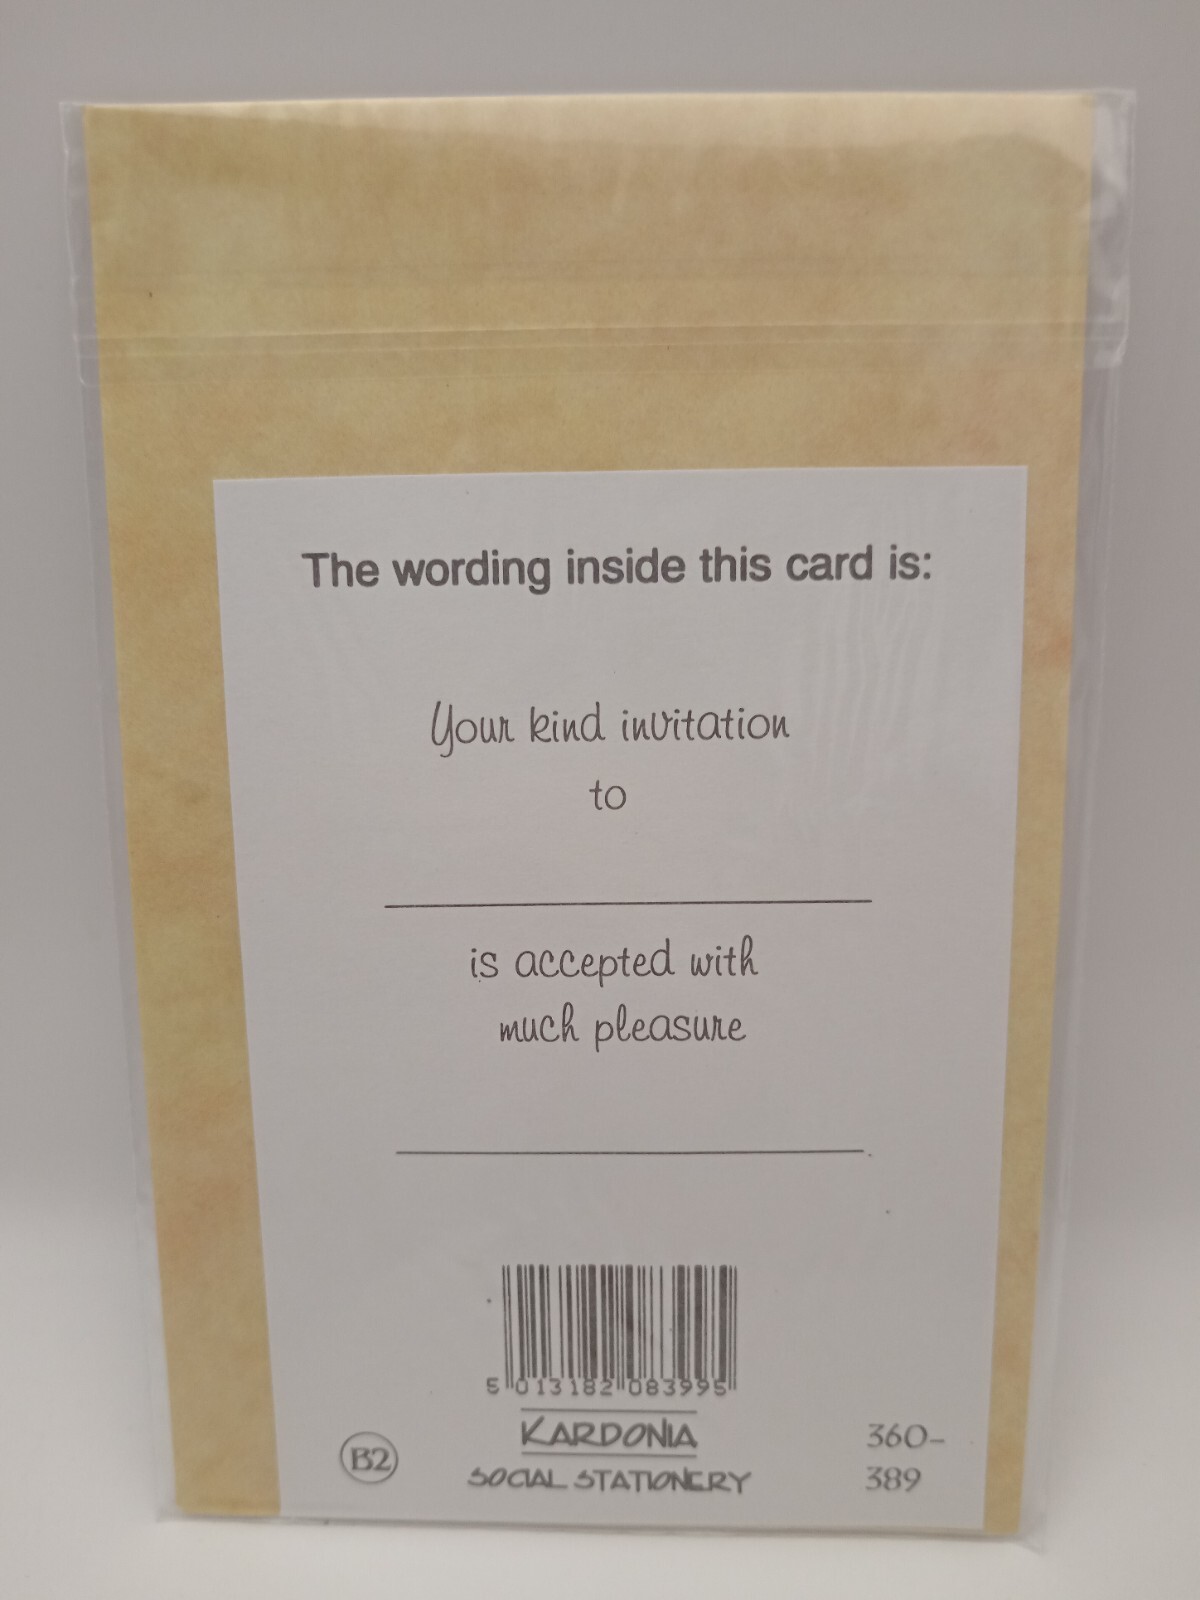 The wording inside this card is:
Your kind invitation
to
is accepted with
much pleasure
5 013182 083995
KARDONIA
SOCIAL STATIONERY
B2
360-
389